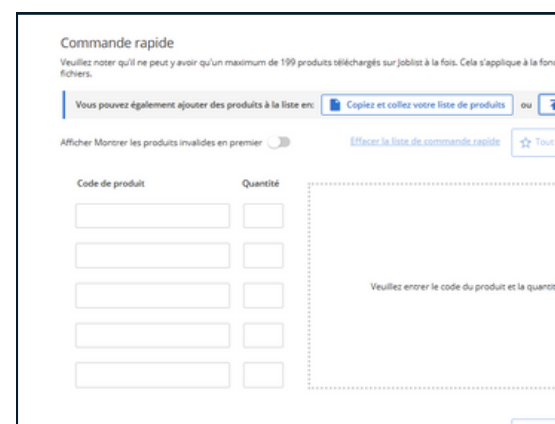 Commande rapide
Veuillez noter qu'il ne peut y avoir qu'un maximum de 199 produits téléchargés sur Joblist à la fois. Cela s'applique à la
fichiers.
Vous pouvez également ajouter des produits à la liste en: Copiez et collez votre liste de produits ou
Afficher Montrer les produits invalides en premier Effacer la liste de commande rapide Tout
Code de produit Quantité
Veuillez entrer le code du produit et la